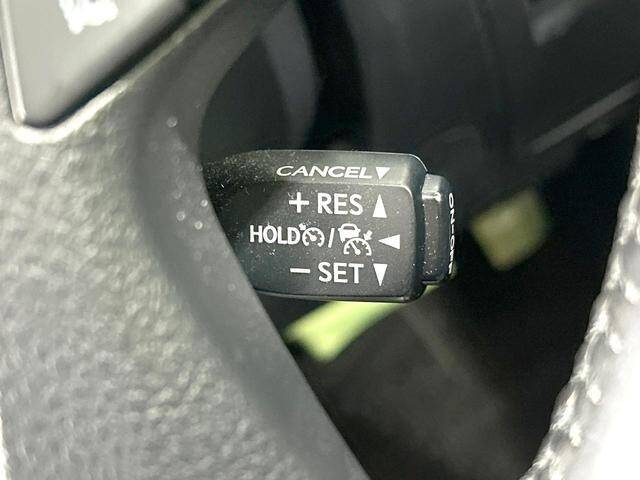 CANCEL▼
+ RES ▲
HOLD / ◄
− SET ▼
ON-OFF